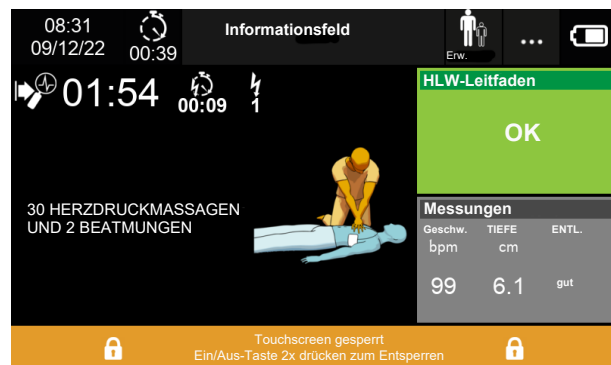 08:31
09/12/22
00:39
Informationsfeld
Erw.
...
01:54
00:09
1
30 HERZDRUCKMASSAGEN
UND 2 BEATMUNGEN
HLW-Leitfaden
OK
Messungen
Geschw. TIEFE ENTL.
bpm cm
99 6.1 gut
Touchscreen gesperrt
Ein/Aus-Taste 2x drücken zum Entsperren